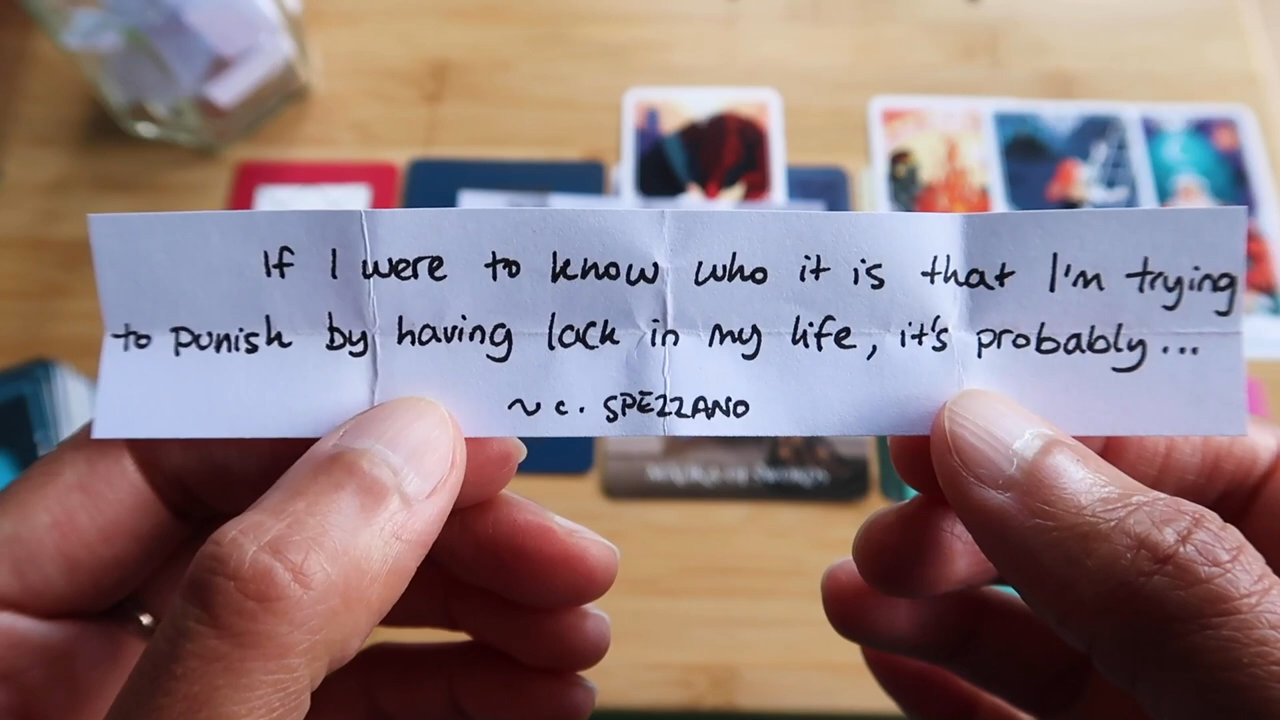 If I were to know who it is that I'm trying
to punish by having lack in my life, it's probably...
~ C. SPEZZANO